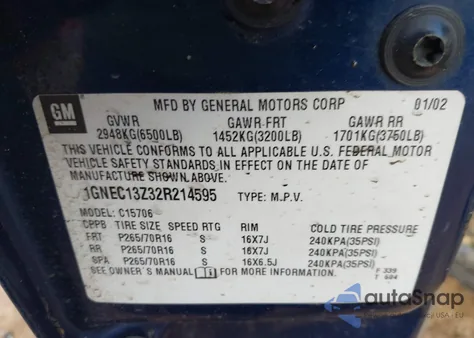 GM
MFD BY GENERAL MOTORS CORP 01/02
GVWR GAWR FRT GAWR RR
2948KG(6500LB) 1452KG(3200LB) 1701KG(3750LB)
THIS VEHICLE CONFORMS TO ALL APPLICABLE U.S. FEDERAL MOTOR
VEHICLE SAFETY STANDARDS IN EFFECT ON THE DATE OF
MANUFACTURE SHOWN ABOVE.
1GNEC13Z32R214595 TYPE: M.P.V.
MODEL: C15706
TIRE SIZE SPEED RTG RIM COLD TIRE PRESSURE
FRT P265/70R16 S 16X7J 240KPA(35PSI)
RR P265/70R16 S 16X7J 240KPA(35PSI)
SPA P265/70R16 S 16X6.5J 240KPA(35PSI)
SEE OWNER'S MANUAL FOR MORE INFORMATION. F 339
T 604
autoSnap